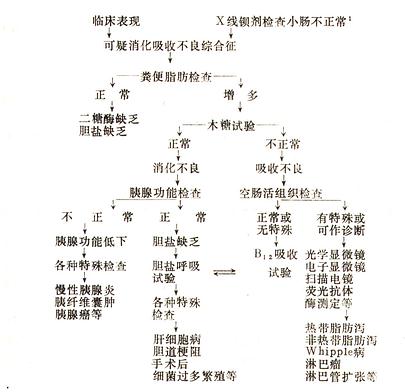 临床表现
X线钡剂检查小肠不正常¹
可疑消化吸收不良综合征
粪便脂肪检查
正常
增多
二糖酶缺乏
胆盐缺乏
木糖试验
正常
不正常
消化不良
吸收不良
胰腺功能检查
空肠活组织检查
不正常
正常
正常或
无特殊
有特殊或
可作诊断
胰腺功能低下
胆盐缺乏
B₁₂吸收
试验
光学显微镜
电子显微镜
扫描电镜
荧光抗体
酶测定等
各种特殊检查
胆盐呼吸
试验
慢性胰腺炎
胰纤维囊肿
胰腺癌等
各种特殊
检查
肝细胞病
胆道梗阻
手术后
细菌过多繁殖等
热带脂肪泻
非热带脂肪泻
Whipple病
淋巴瘤
淋巴管扩张等